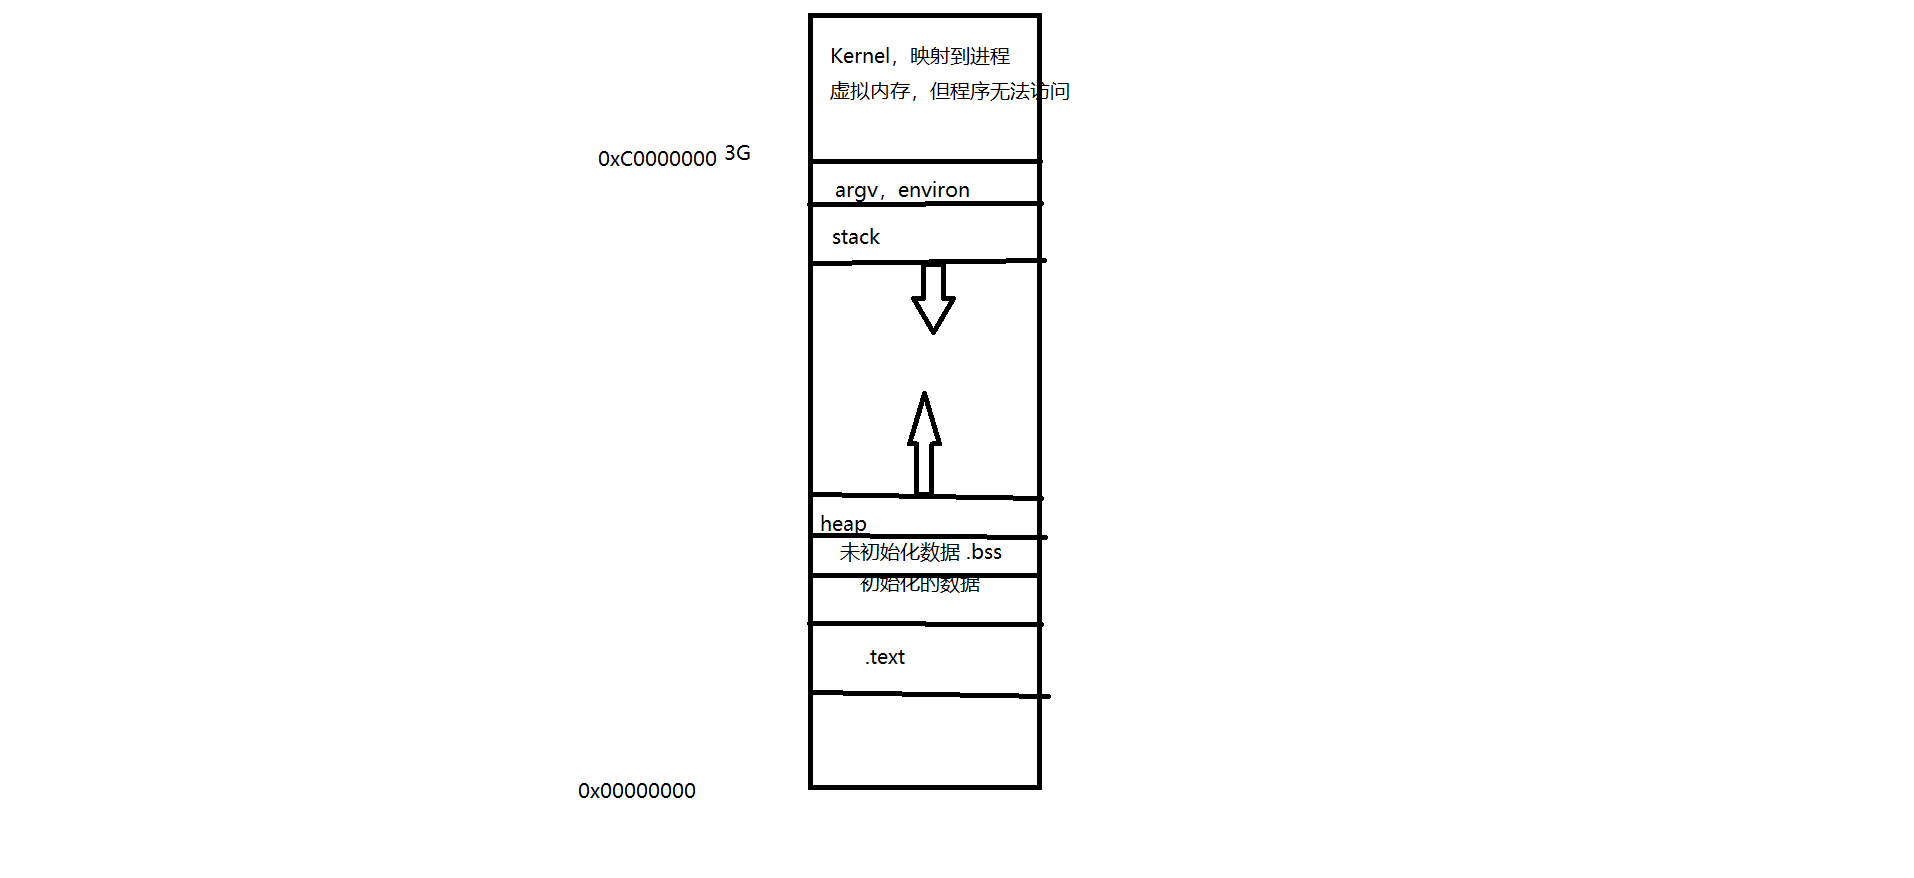 Kernel，映射到进程
虚拟内存，但程序无法访问
0xC0000000 3G
argv，environ
stack
heap
未初始化数据 .bss
初始化的数据
.text
0x00000000